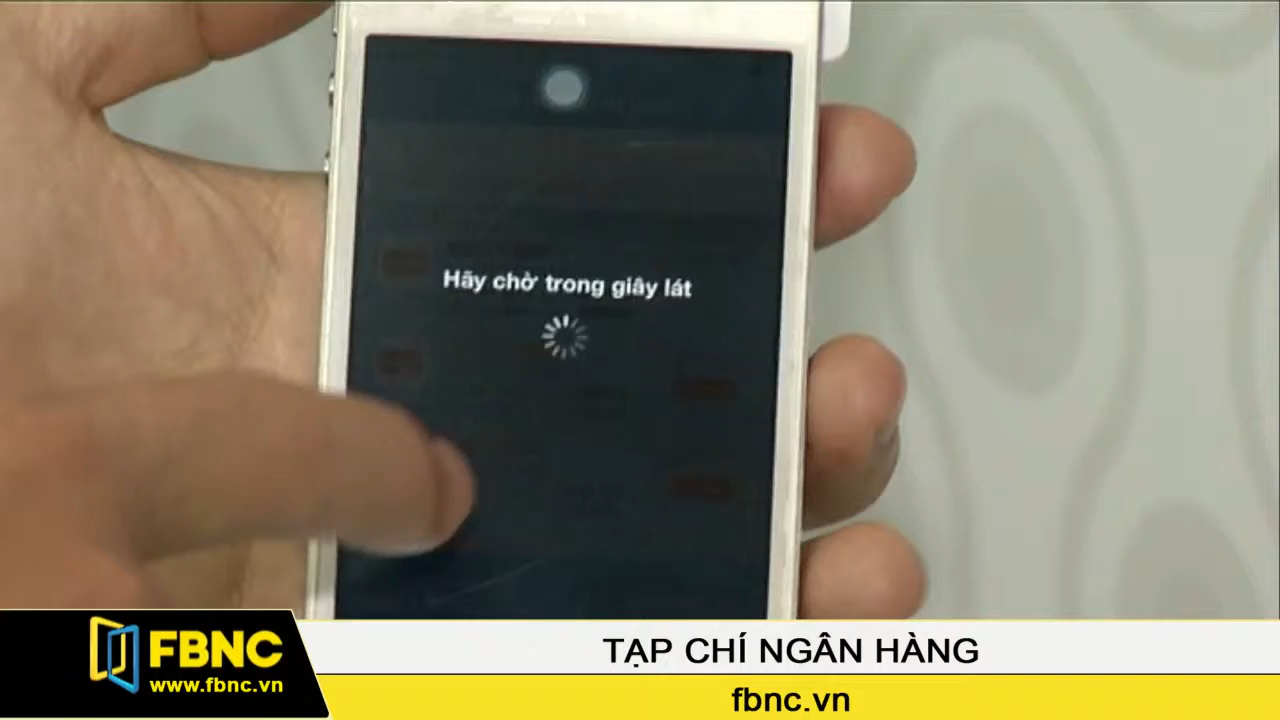 Hãy chờ trong giây lát
FBNC
www.fbnc.vn
TẠP CHÍ NGÂN HÀNG
fbnc.vn